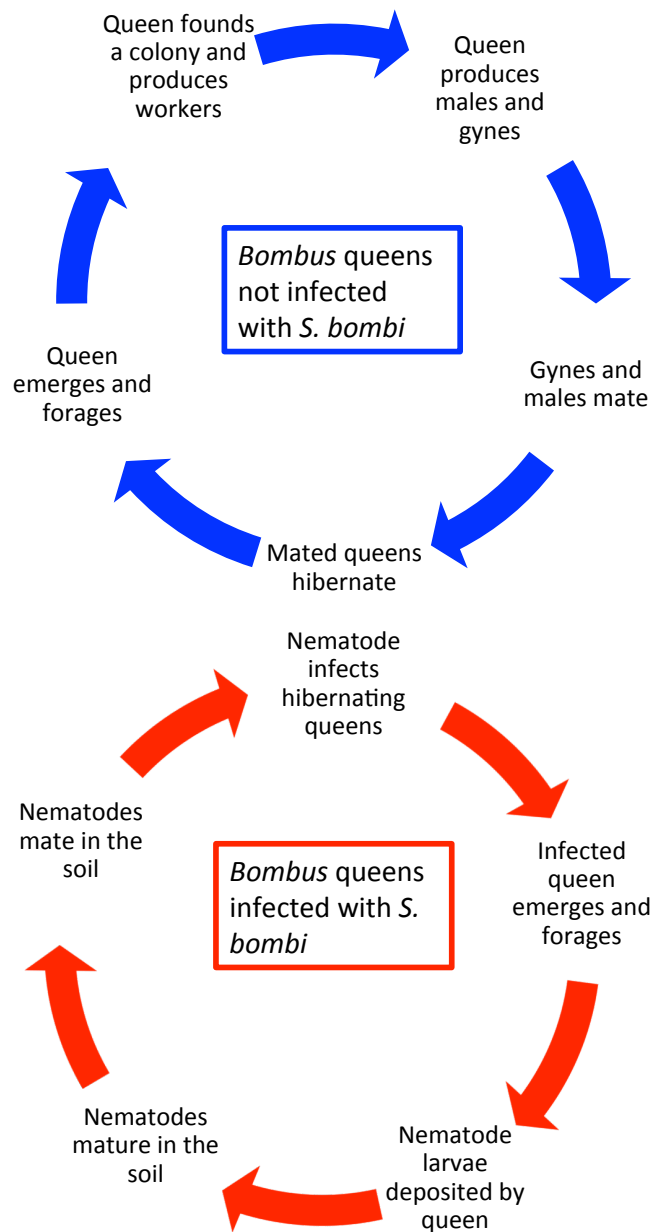 Queen founds
a colony and
produces
workers
Queen
produces
males and
gynes
Bombus queens
not infected
with S. bombi
Queen
emerges and
forages
Gynes and
males mate
Mated queens
hibernate
Nematode
infects
hibernating
queens
Nematodes
mate in the
soil
Bombus queens
infected with S.
bombi
Infected
queen
emerges and
forages
Nematodes
mature in the
soil
Nematode
larvae
deposited by
queen